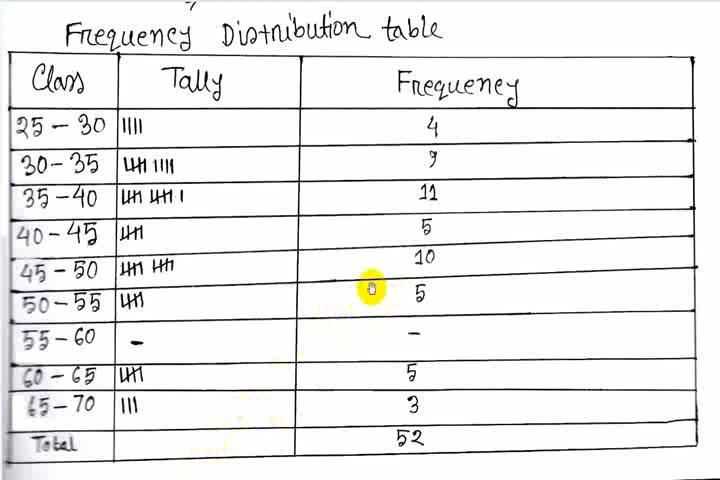 Frequency Distribution table
Class Tally Frequency
25-30 |||| 4
30-35 𝍸 |||| 9
35-40 𝍸 𝍸 | 11
40-45 𝍸 5
45-50 𝍸 𝍸 10
50-55 𝍸 5
55-60 - -
60-65 𝍸 5
65-70 ||| 3
Total 52